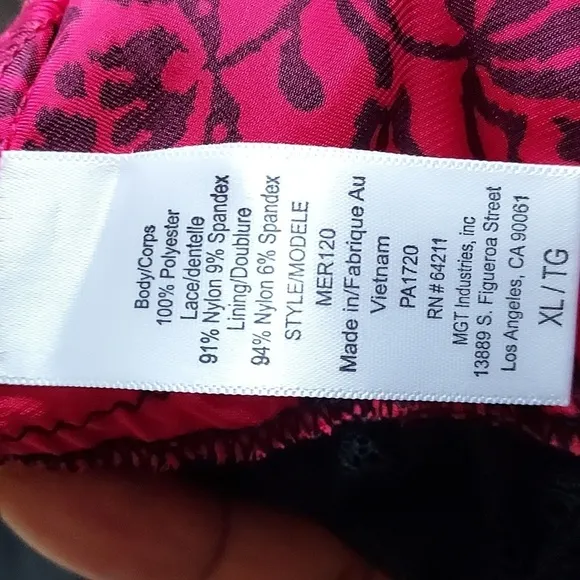 Body/Corps
100% Polyester
Lace/dentelle
91% Nylon 9% Spandex
Lining/Doublure
94% Nylon 6% Spandex
STYLE/MODELE
MER120
Made in/Fabrique Au
Vietnam
PA1720
RN#64211
MGT Industries, inc
13889 S. Figueroa Street
Los Angeles, CA 90061
XL/TG